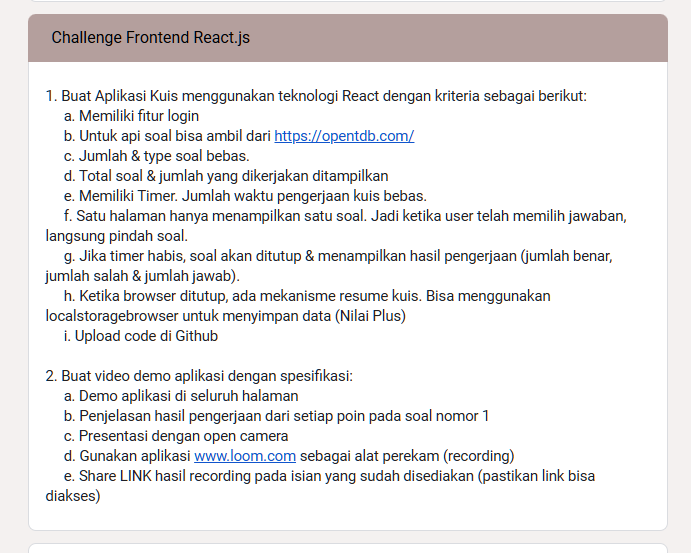 Challenge Frontend React.js
1. Buat Aplikasi Kuis menggunakan teknologi React dengan kriteria sebagai berikut:
a. Memiliki fitur login
b. Untuk api soal bisa ambil dari https://opentdb.com/
c. Jumlah & type soal bebas.
d. Total soal & jumlah yang dikerjakan ditampilkan
e. Memiliki Timer. Jumlah waktu pengerjaan kuis bebas.
f. Satu halaman hanya menampilkan satu soal. Jadi ketika user telah memilih jawaban,
langsung pindah soal.
g. Jika timer habis, soal akan ditutup & menampilkan hasil pengerjaan (jumlah benar,
jumlah salah & jumlah jawab).
h. Ketika browser ditutup, ada mekanisme resume kuis. Bisa menggunakan
localstoragebrowser untuk menyimpan data (Nilai Plus)
i. Upload code di Github
2. Buat video demo aplikasi dengan spesifikasi:
a. Demo aplikasi di seluruh halaman
b. Penjelasan hasil pengerjaan dari setiap poin pada soal nomor 1
c. Presentasi dengan open camera
d. Gunakan aplikasi www.loom.com sebagai alat perekam (recording)
e. Share LINK hasil recording pada isian yang sudah disediakan (pastikan link bisa
diakses)